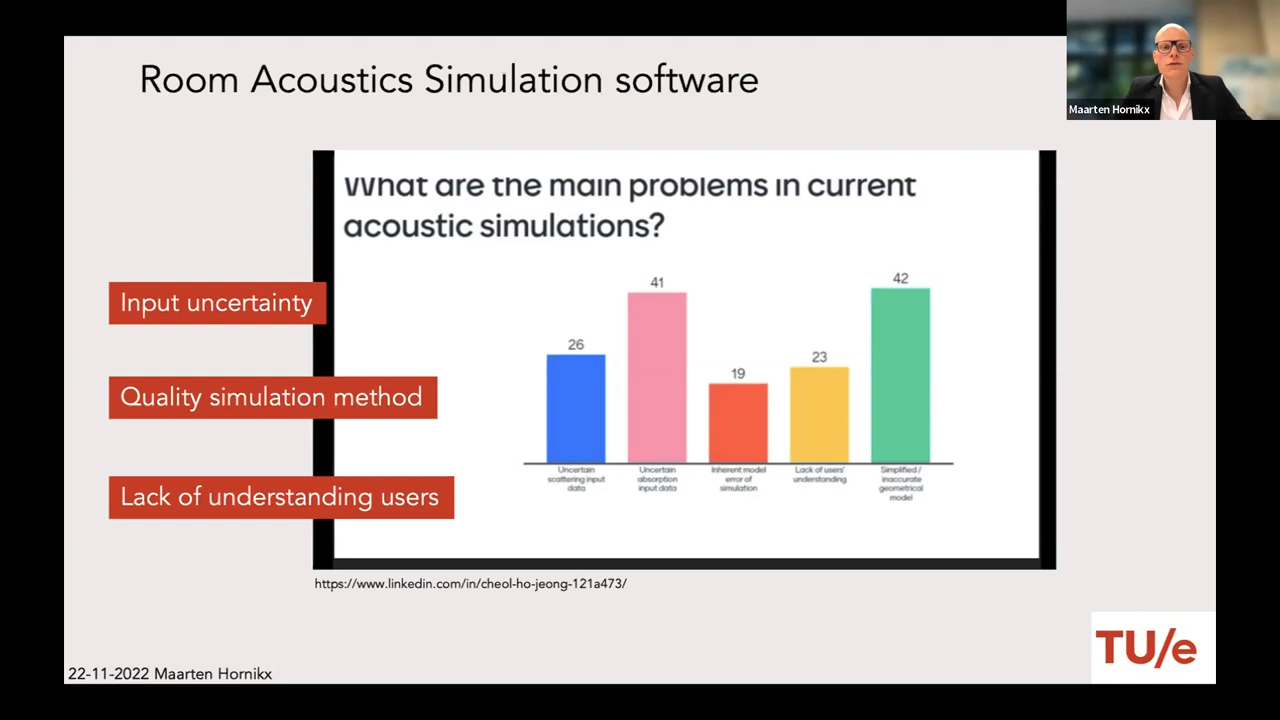 Room Acoustics Simulation software
Maarten Hornikx
What are the main problems in current
acoustic simulations?
Input uncertainty
Quality simulation method
Lack of understanding users
26
41
19
23
42
Uncertain
scattering input
data
Uncertain
absorption
input data
Inherent model
error of
simulation
Lack of users'
understanding
Simplified /
inaccurate
geometrical
model
https://www.linkedin.com/in/cheol-ho-jeong-121a473/
TU/e
22-11-2022 Maarten Hornikx